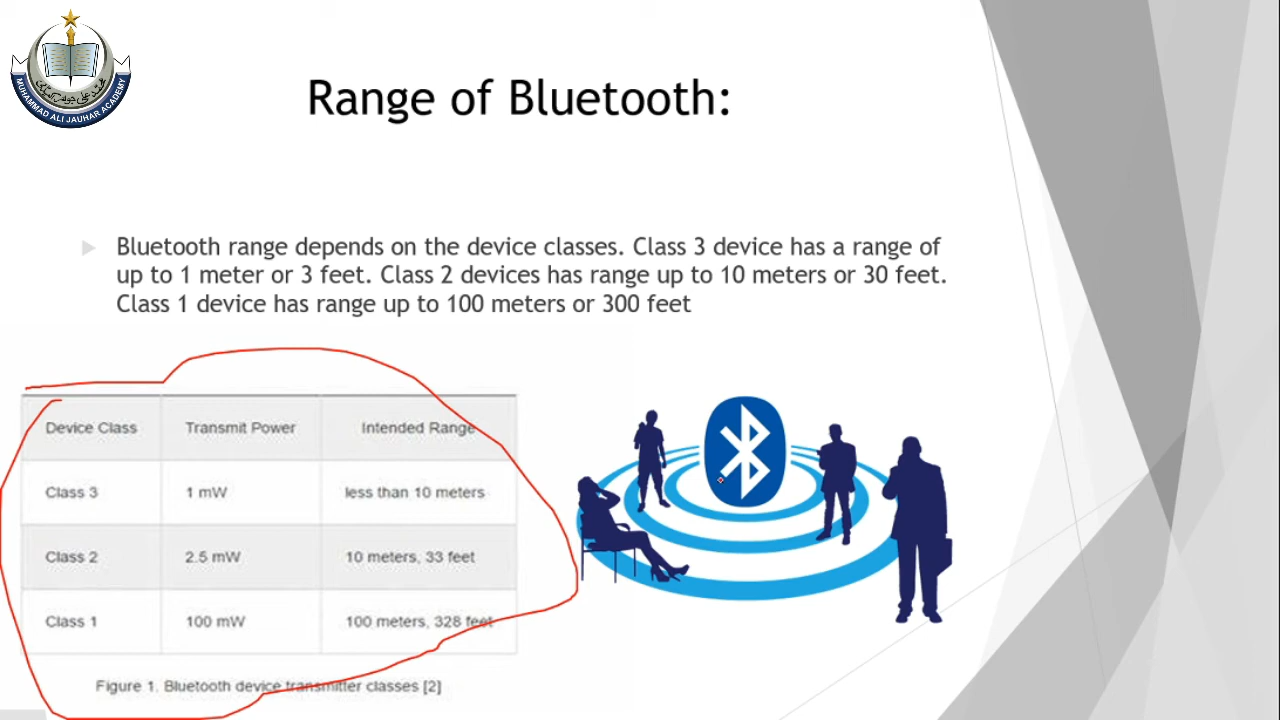 MUHAMMAD ALI JAUHAR ACADEMY
Range of Bluetooth:
Bluetooth range depends on the device classes. Class 3 device has a range of
up to 1 meter or 3 feet. Class 2 devices has range up to 10 meters or 30 feet.
Class 1 device has range up to 100 meters or 300 feet
Device Class Transmit Power Intended Range
Class 3 1 mW less than 10 meters
Class 2 2.5 mW 10 meters, 33 feet
Class 1 100 mW 100 meters, 328 feet
Figure 1. Bluetooth device transmitter classes [2]